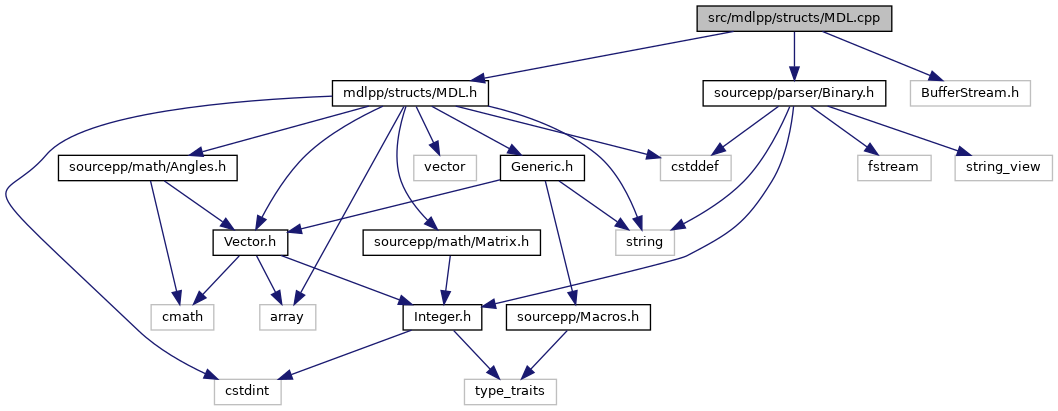 src/mdlpp/structs/MDL.cpp
mdlpp/structs/MDL.h
sourcepp/parser/Binary.h
BufferStream.h
sourcepp/math/Angles.h
vector
Generic.h
cstddef
fstream
string_view
Vector.h
sourcepp/math/Matrix.h
string
cmath
array
Integer.h
sourcepp/Macros.h
cstdint
type_traits